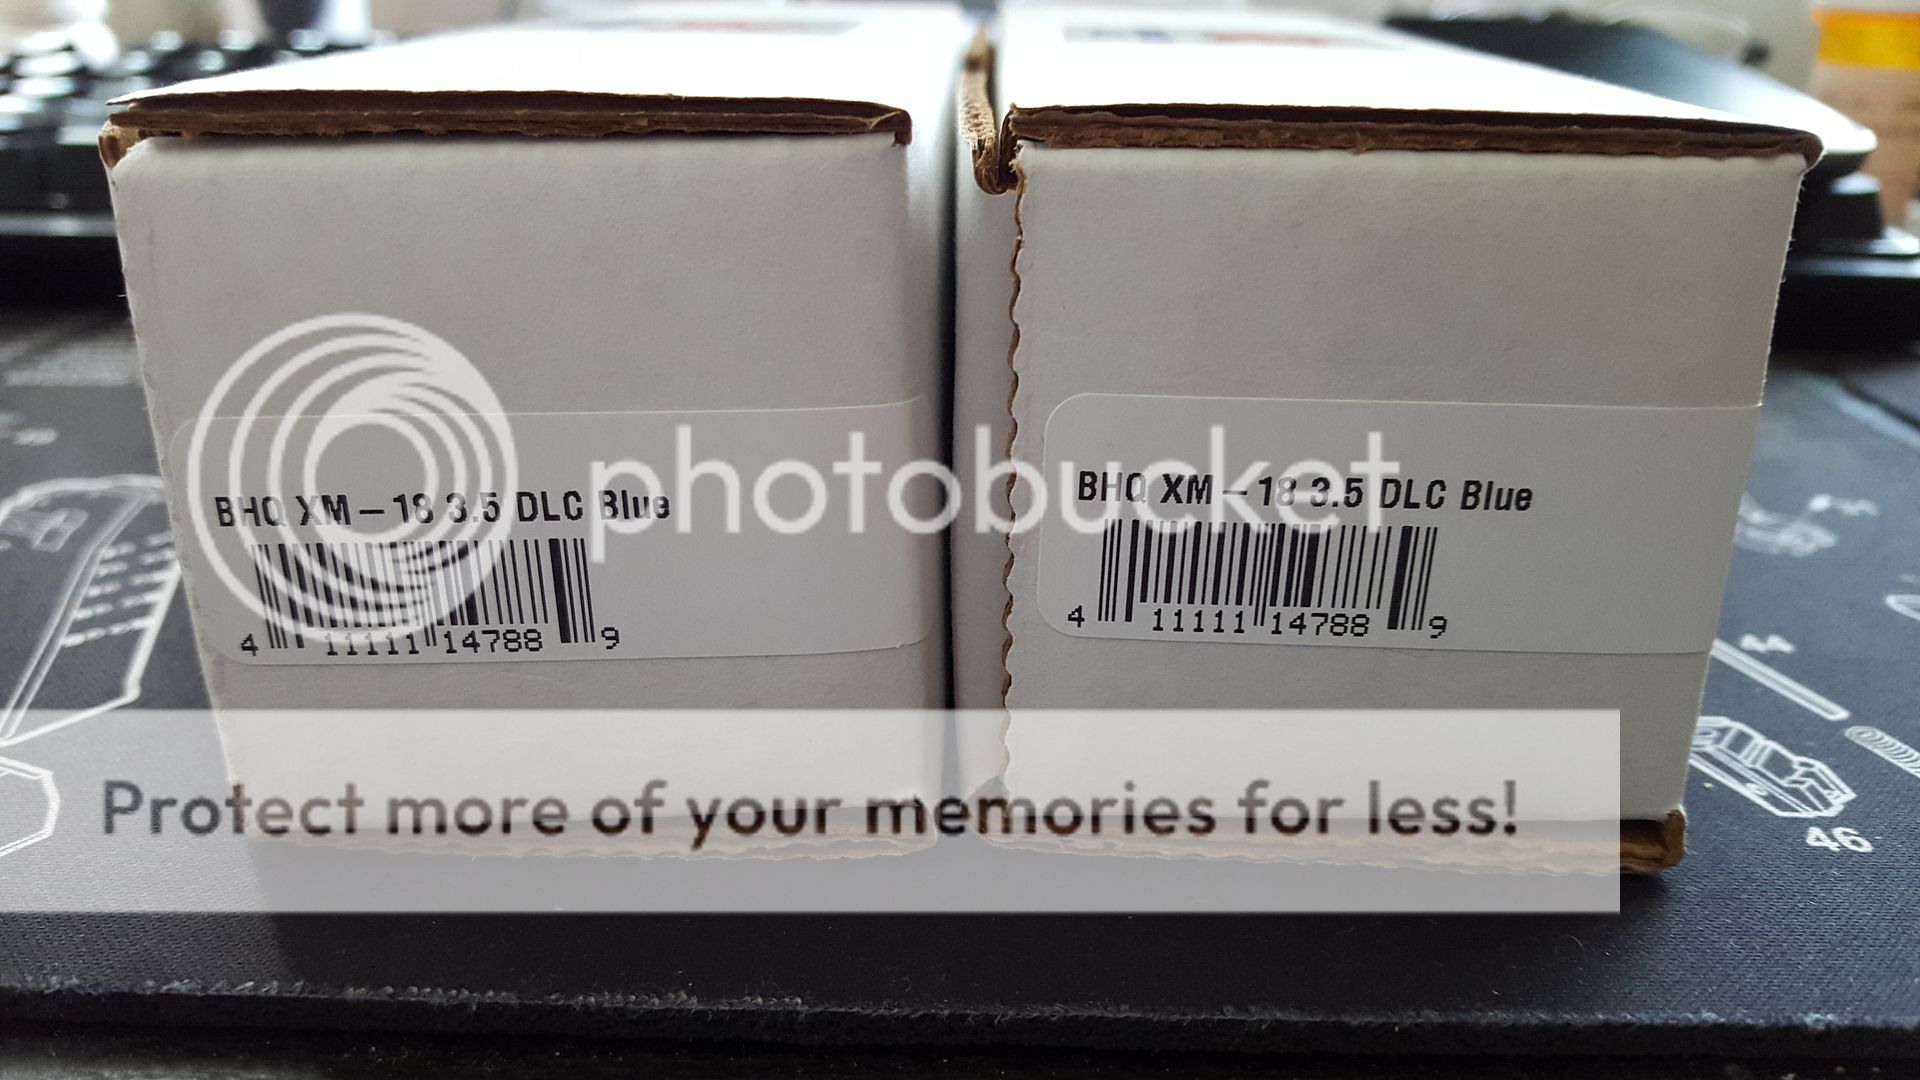 BHQ XM-18 3.5 DLC Blue
4 11111 14788 9
BHQ XM-18 3.5 DLC Blue
4 11111 14788 9
photobucket
Protect more of your memories for less!
44
46